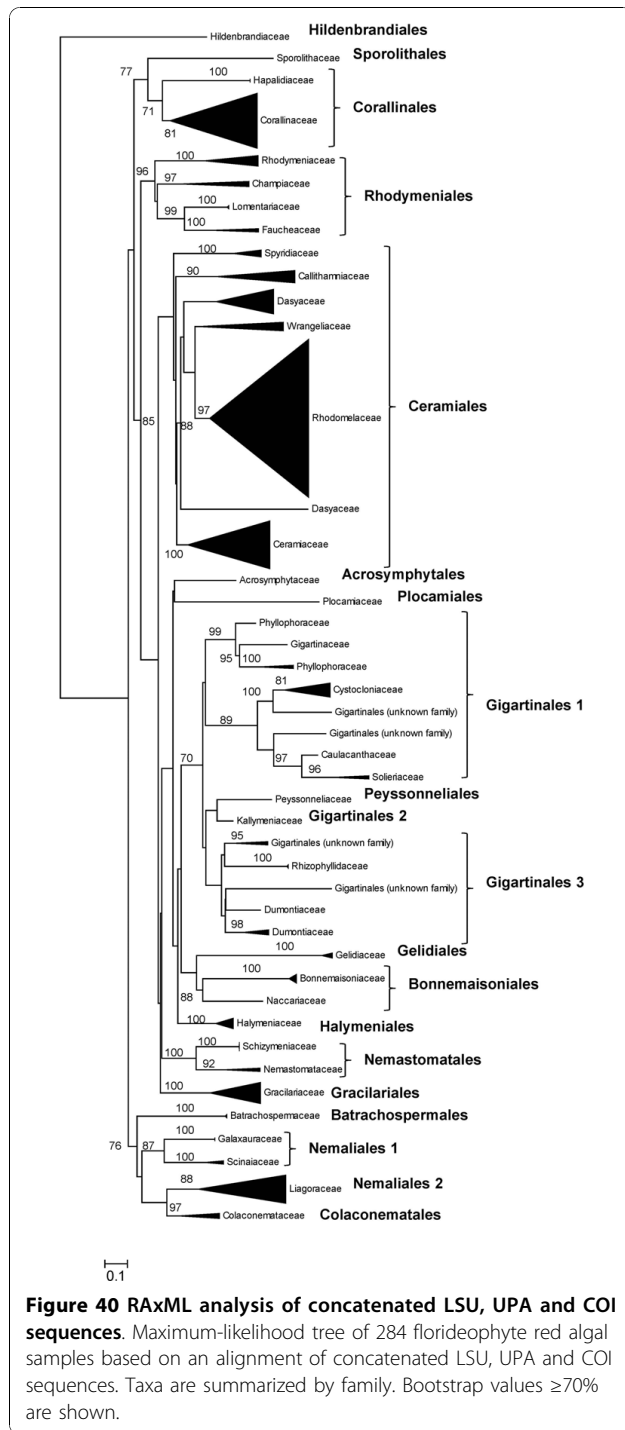 Hildenbrandiales
Hildenbrandiaceae
Sporolithales
Sporolithaceae
77
100
Hapalidiaceae
Corallinales
71
Corallinaceae
81
100
Rhodymeniaceae
96
97
Champiaceae
Rhodymeniales
100
Lomentariaceae
99
100
Faucheaceae
100
Spyridiaceae
90
Callithamniaceae
Dasyaceae
Wrangeliaceae
Ceramiales
97
Rhodomelaceae
85
88
Dasyaceae
Ceramiaceae
100
Acrosymphytaceae
Acrosymphytales
Plocamiaceae
Plocamiales
Phyllophoraceae
99
Gigartinaceae
95
100
Phyllophoraceae
81
100
Cystocloniaceae
Gigartinales 1
Gigartinales (unknown family)
89
Gigartinales (unknown family)
97
Caulacanthaceae
70
96
Solieriaceae
Peyssonneliales
Peyssonneliaceae
Gigartinales 2
Kallymeniaceae
95
Gigartinales (unknown family)
100
Rhizophyllidaceae
Gigartinales 3
Gigartinales (unknown family)
Dumontiaceae
98
Dumontiaceae
100
Gelidiaceae
Gelidiales
100
Bonnemaisoniaceae
Bonnemaisoniales
88
Naccariaceae
100
Halymeniaceae
Halymeniales
100
Schizymeniaceae
100
Nemastomatales
92
Nemastomataceae
100
Gracilariaceae
Gracilariales
100
Batrachospermaceae
Batrachospermales
100
76
87
Galaxauraceae
Nemaliales 1
100
Scinaiaceae
88
Nemaliales 2
Liagoraceae
97
Colaconemataceae
Colaconematales
0.1
Figure 40 RAxML analysis of concatenated LSU, UPA and COI
sequences. Maximum-likelihood tree of 284 florideophyte red algal
samples based on an alignment of concatenated LSU, UPA and COI
sequences. Taxa are summarized by family. Bootstrap values ≥70%
are shown.